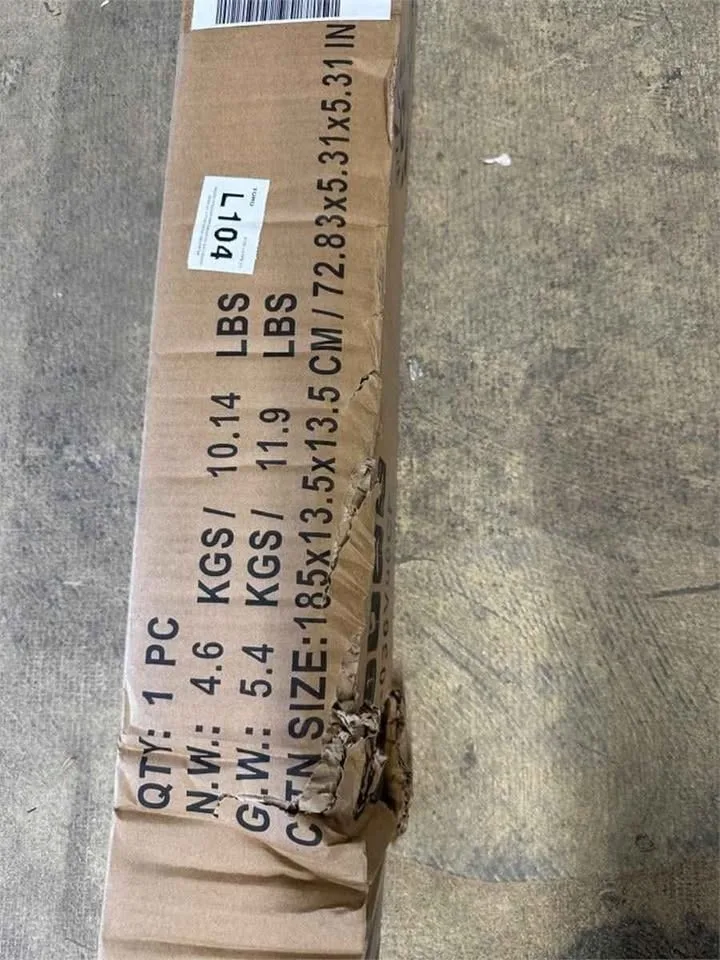 QTY: 1 PC
N.W.: 4.6 KGS / 10.14 LBS
G.W.: 5.4 KGS / 11.9 LBS
CTN SIZE:185x13.5x13.5 CM / 72.83x5.31x5.31 IN
L104